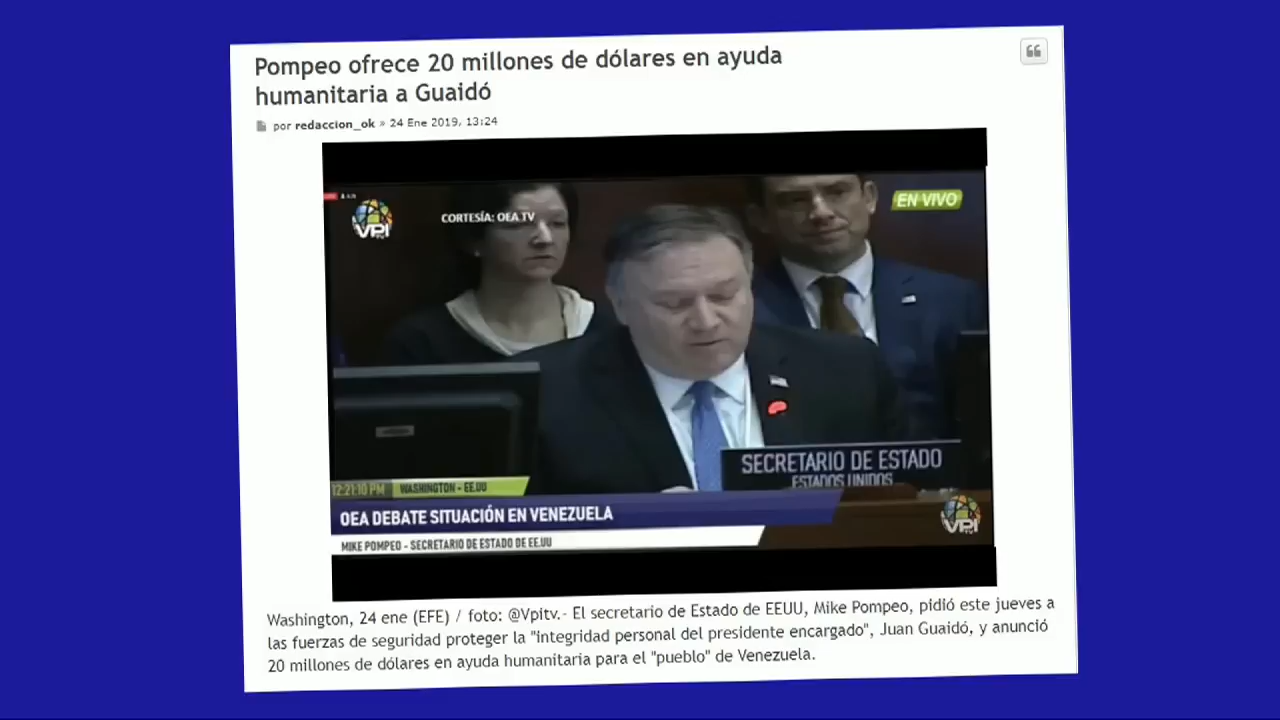 Pompeo ofrece 20 millones de dólares en ayuda
humanitaria a Guaidó
por redaccion_ok » 24 Ene 2019, 13:24
EN VIVO
VPI
TV
CORTESÍA: OEA TV
SECRETARIO DE ESTADO
ESTADOS UNIDOS
12:21:10 PM WASHINGTON - EE.UU
OEA DEBATE SITUACIÓN EN VENEZUELA
VPI
TV
MIKE POMPEO - SECRETARIO DE ESTADO DE EE.UU
Washington, 24 ene (EFE) / foto: @Vpitv.- El secretario de Estado de EEUU, Mike Pompeo, pidió este jueves a
las fuerzas de seguridad proteger la "integridad personal del presidente encargado", Juan Guaidó, y anunció
20 millones de dólares en ayuda humanitaria para el "pueblo" de Venezuela.